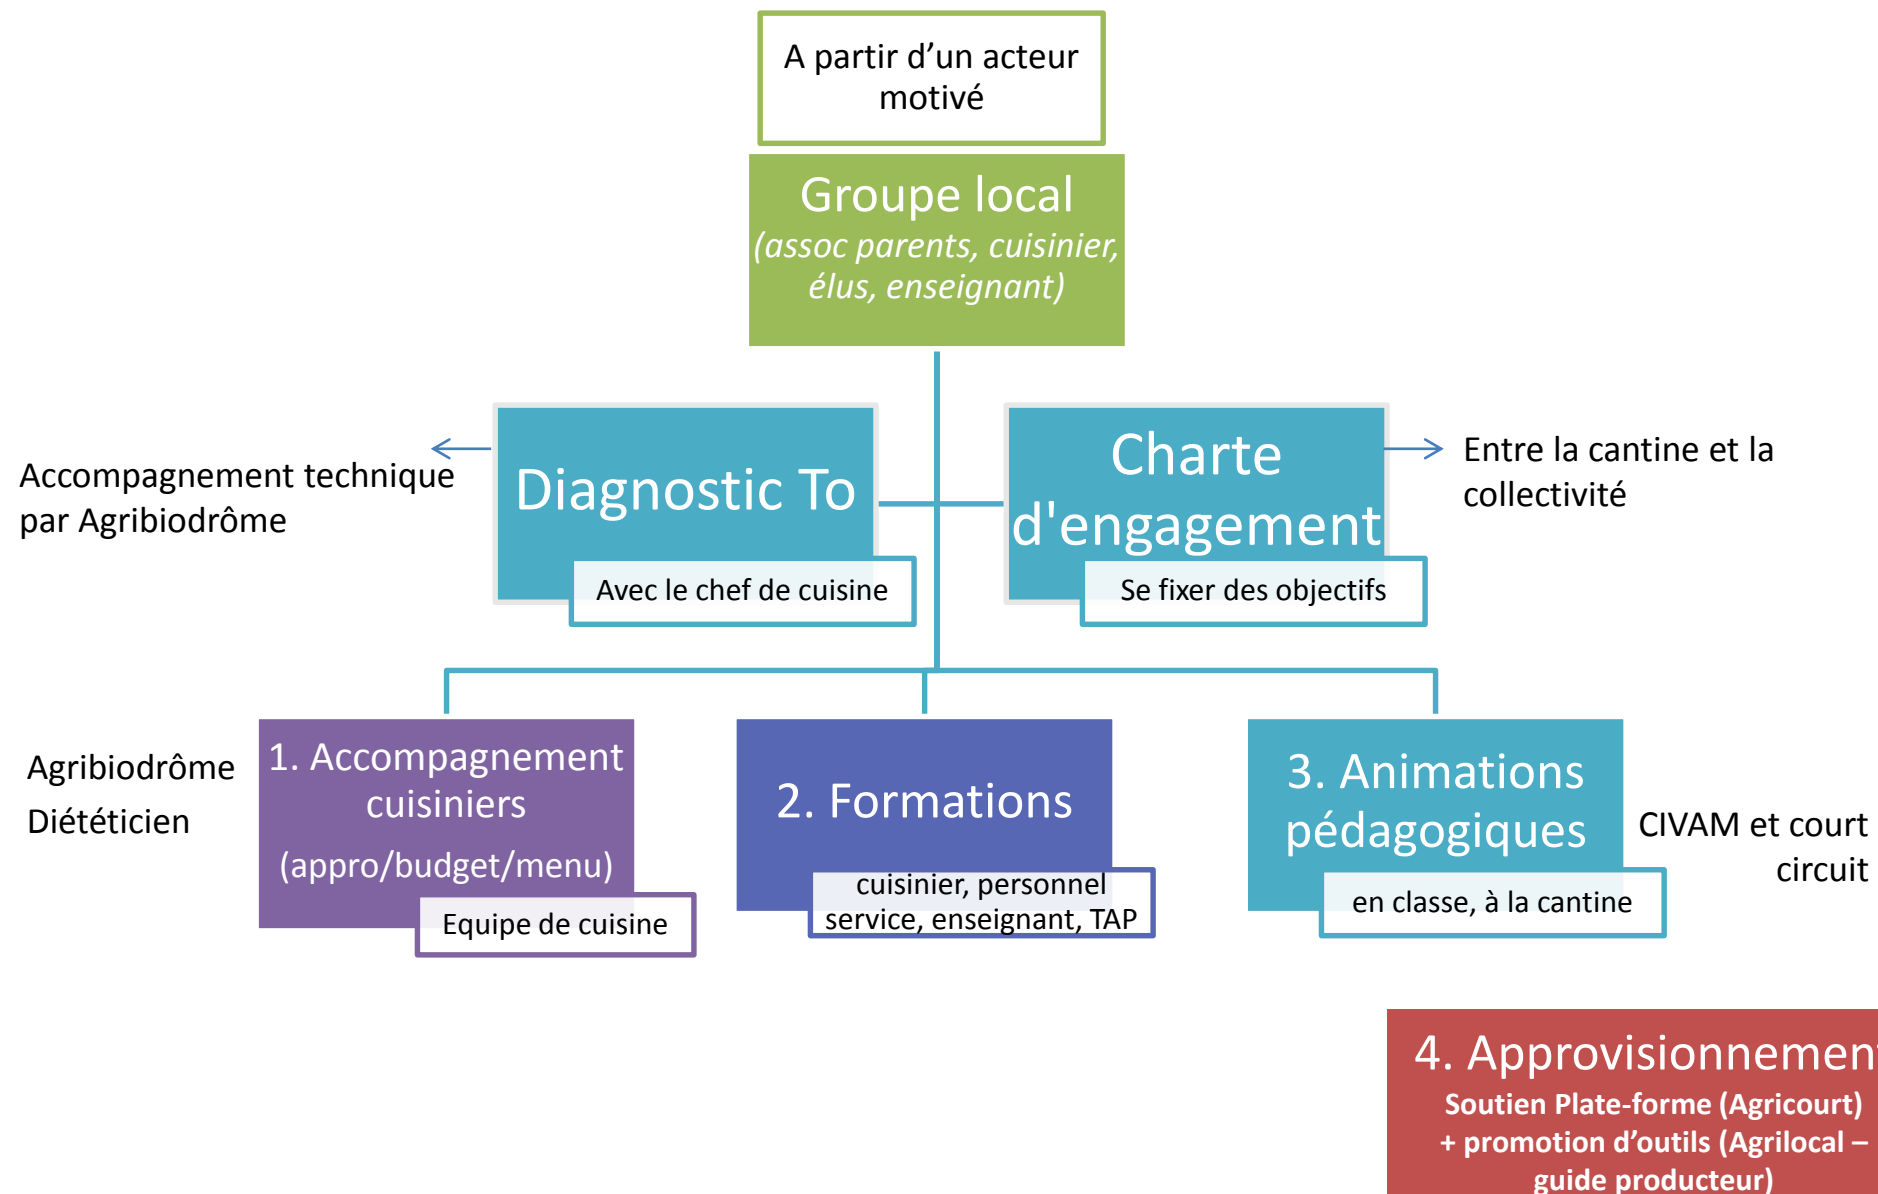 A partir d’un acteur
motivé
Groupe local
(assoc parents, cuisinier,
élus, enseignant)
Accompagnement technique
par Agribiodrôme
Diagnostic To
Avec le chef de cuisine
Charte
d'engagement
Se fixer des objectifs
Entre la cantine et la
collectivité
Agribiodrôme
Diététicien
1. Accompagnement
cuisiniers
(appro/budget/menu)
Equipe de cuisine
2. Formations
cuisinier, personnel
service, enseignant, TAP
3. Animations
pédagogiques
en classe, à la cantine
CIVAM et court
circuit
4. Approvisionnement
Soutien Plate-forme (Agricourt)
+ promotion d’outils (Agrilocal –
guide producteur)